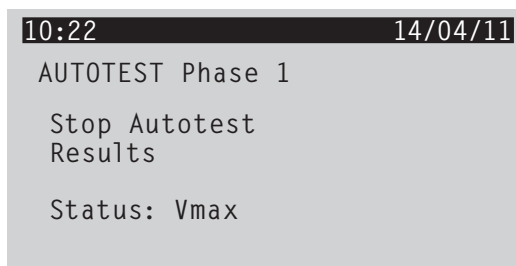 10:22 14/04/11
AUTOTEST Phase 1
Stop Autotest
Results
Status: Vmax